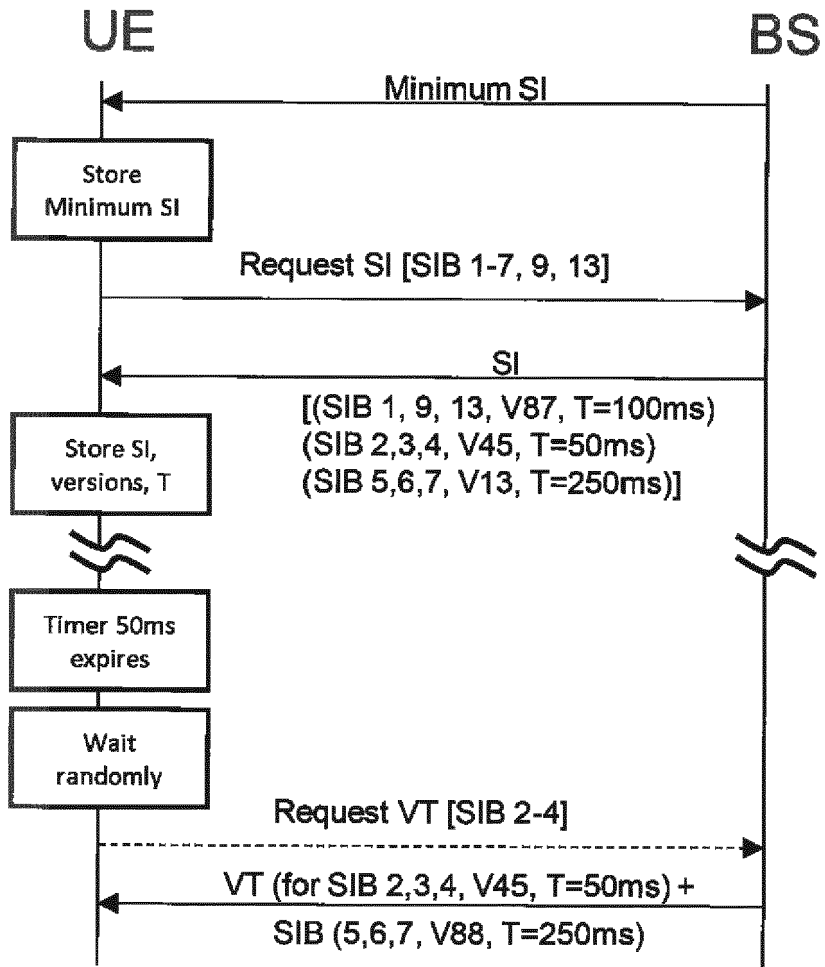 UE
BS
Minimum SI
Store
Minimum SI
Request SI [SIB 1-7, 9, 13]
SI
[(SIB 1, 9, 13, V87, T=100ms)
(SIB 2,3,4, V45, T=50ms)
(SIB 5,6,7, V13, T=250ms)]
Store SI,
versions, T
Timer 50ms
expires
Wait
randomly
Request VT [SIB 2-4]
VT (for SIB 2,3,4, V45, T=50ms) +
SIB (5,6,7, V88, T=250ms)